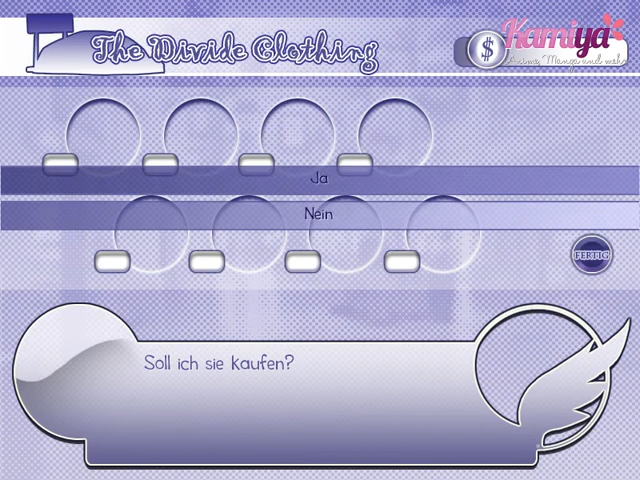 The Divide Clothing
$
Kamiya
Anime, Manga und mehr
Ja
Nein
FERTIG
Soll ich sie kaufen?